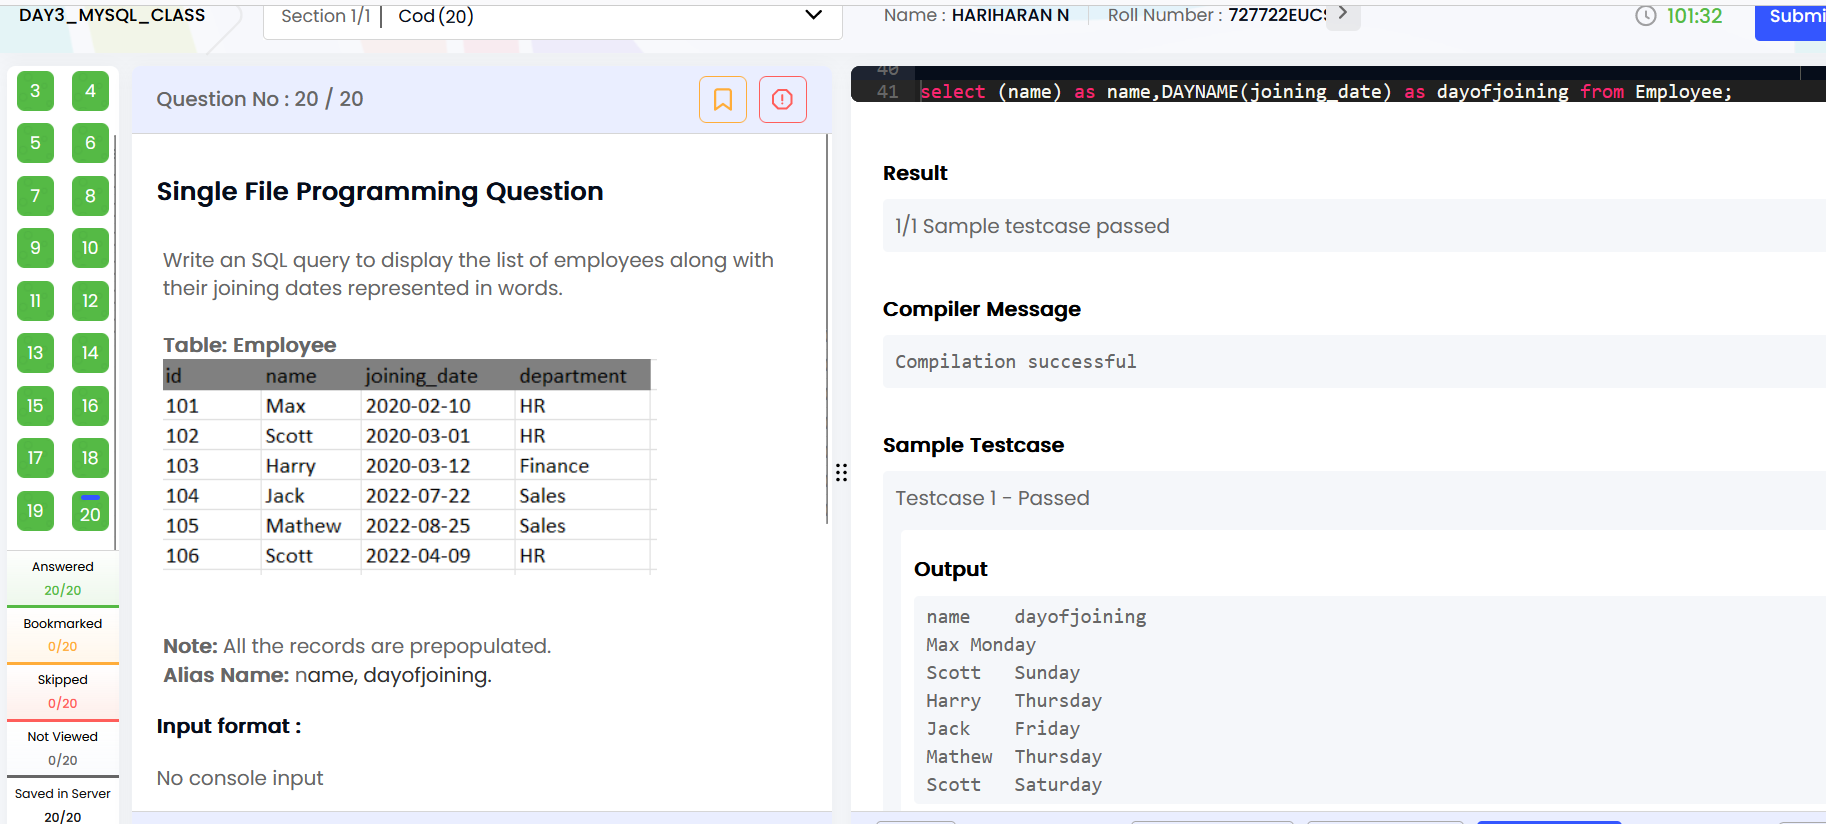 DAY3_MYSQL_CLASS
Section 1/1 | Cod (20)
Name : HARIHARAN N
Roll Number : 727722EUCS
101:32
Submi
3 4
5 6
7 8
9 10
11 12
13 14
15 16
17 18
19 20
Answered
20/20
Bookmarked
0/20
Skipped
0/20
Not Viewed
0/20
Saved in Server
20/20
Question No : 20 / 20
Single File Programming Question
Write an SQL query to display the list of employees along with
their joining dates represented in words.
Table: Employee
id name joining_date department
101 Max 2020-02-10 HR
102 Scott 2020-03-01 HR
103 Harry 2020-03-12 Finance
104 Jack 2022-07-22 Sales
105 Mathew 2022-08-25 Sales
106 Scott 2022-04-09 HR
Note: All the records are prepopulated.
Alias Name: name, dayofjoining.
Input format :
No console input
40
41 select (name) as name,DAYNAME(joining_date) as dayofjoining from Employee;
Result
1/1 Sample testcase passed
Compiler Message
Compilation successful
Sample Testcase
Testcase 1 - Passed
Output
name dayofjoining
Max Monday
Scott Sunday
Harry Thursday
Jack Friday
Mathew Thursday
Scott Saturday